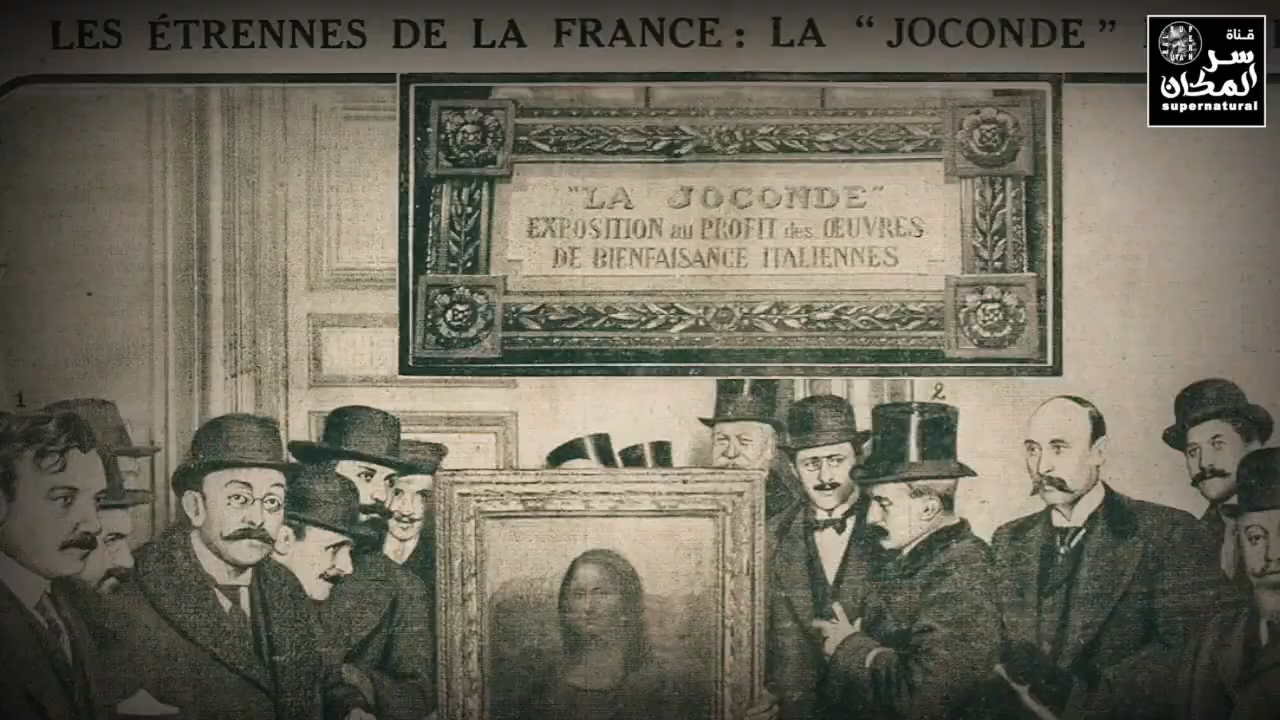 LES ÉTRENNES DE LA FRANCE : LA "JOCONDE"
قناة
سر
المكان
supernatural
"LA JOCONDE"
EXPOSITION au PROFIT des ŒUVRES
DE BIENFAISANCE ITALIENNES
1
2